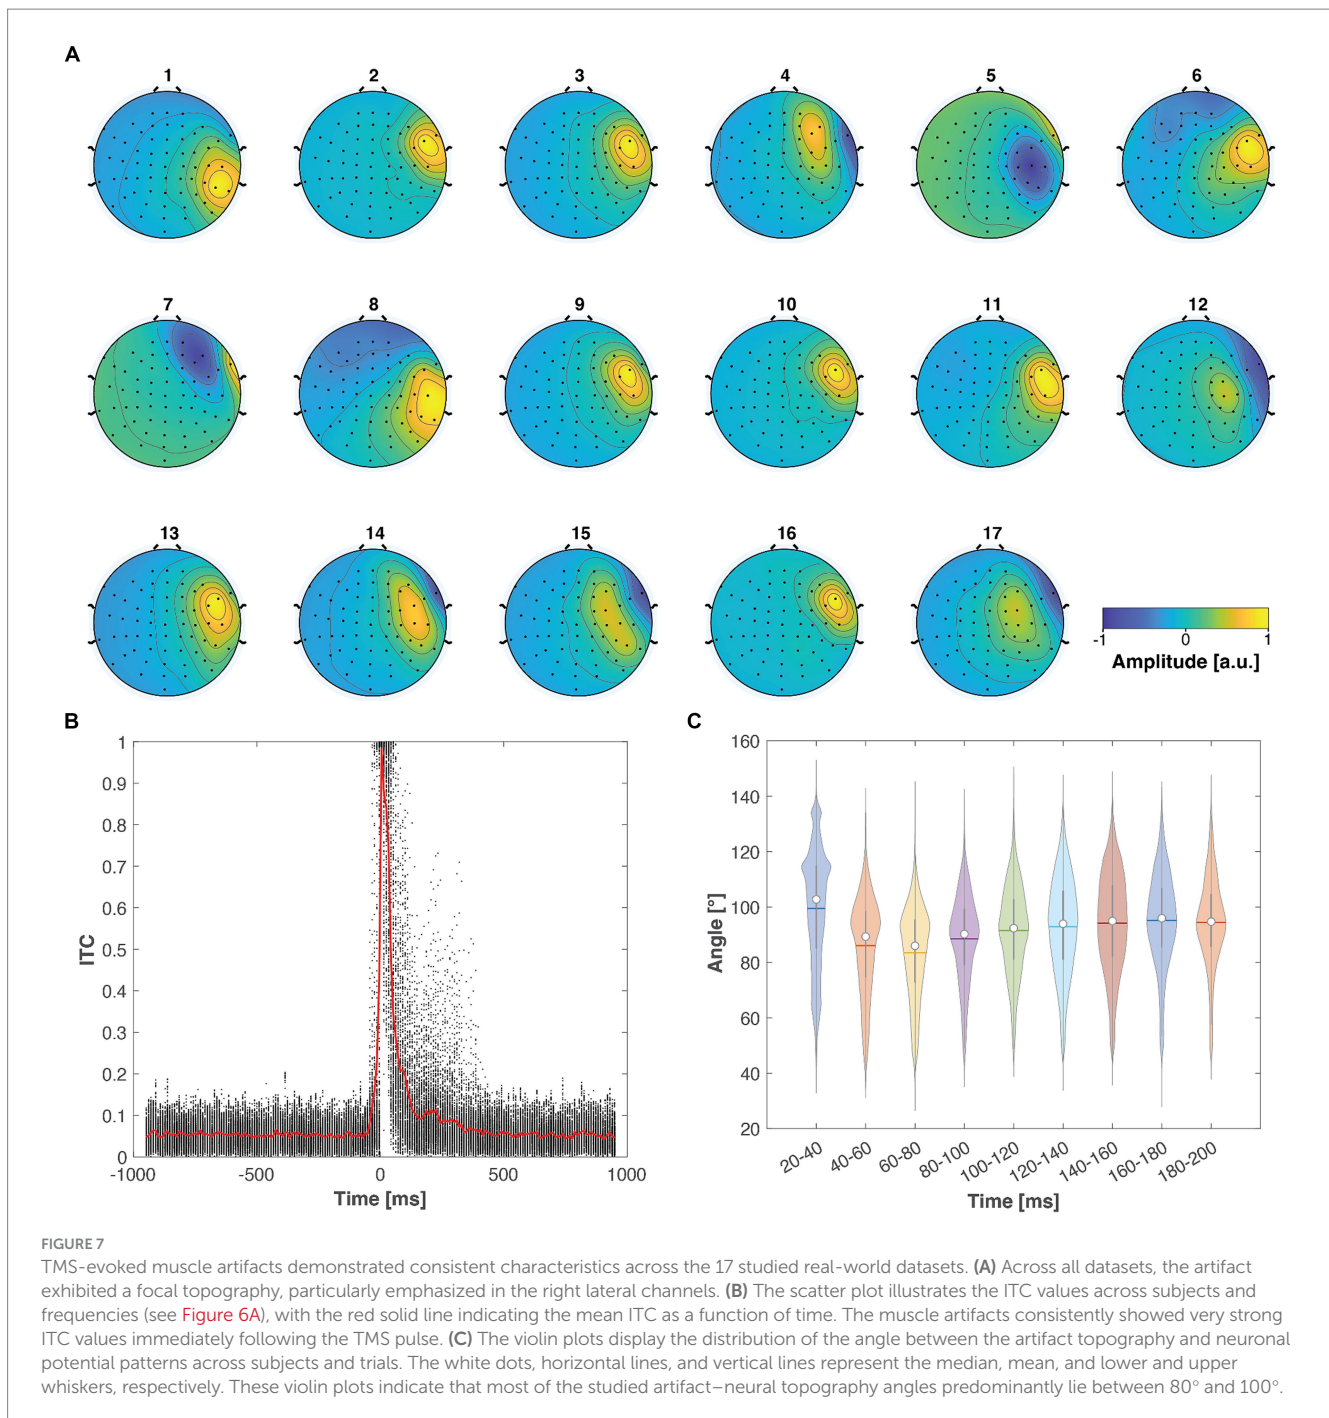 A
1 2 3 4 5 6
7 8 9 10 11 12
13 14 15 16 17
-1 0 1
Amplitude [a.u.]
B
1
0.9
0.8
0.7
0.6
0.5
0.4
0.3
0.2
0.1
0
ITC
-1000 -500 0 500 1000
Time [ms]
C
160
140
120
100
80
60
40
20
Angle [°]
20-40 40-60 60-80 80-100 100-120 120-140 140-160 160-180 180-200
Time [ms]
FIGURE 7
TMS-evoked muscle artifacts demonstrated consistent characteristics across the 17 studied real-world datasets. (A) Across all datasets, the artifact
exhibited a focal topography, particularly emphasized in the right lateral channels. (B) The scatter plot illustrates the ITC values across subjects and
frequencies (see Figure 6A), with the red solid line indicating the mean ITC as a function of time. The muscle artifacts consistently showed very strong
ITC values immediately following the TMS pulse. (C) The violin plots display the distribution of the angle between the artifact topography and neuronal
potential patterns across subjects and trials. The white dots, horizontal lines, and vertical lines represent the median, mean, and lower and upper
whiskers, respectively. These violin plots indicate that most of the studied artifact–neural topography angles predominantly lie between 80° and 100°.